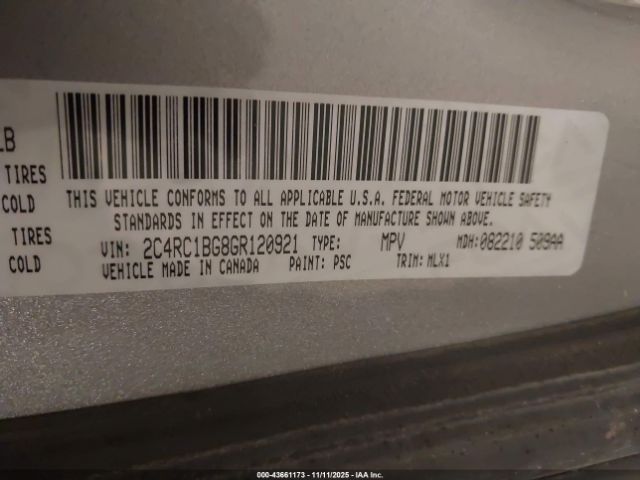 LB
TIRES
COLD
TIRES
COLD
THIS VEHICLE CONFORMS TO ALL APPLICABLE U.S.A. FEDERAL MOTOR VEHICLE SAFETY
STANDARDS IN EFFECT ON THE DATE OF MANUFACTURE SHOWN ABOVE.
VIN: 2C4RC1BG8GR120921 TYPE: MPV MDH:082210 509AA
VEHICLE MADE IN CANADA PAINT: PSC TRIM: MLX1
000-43661173 - 11/11/2025 - IAA Inc.